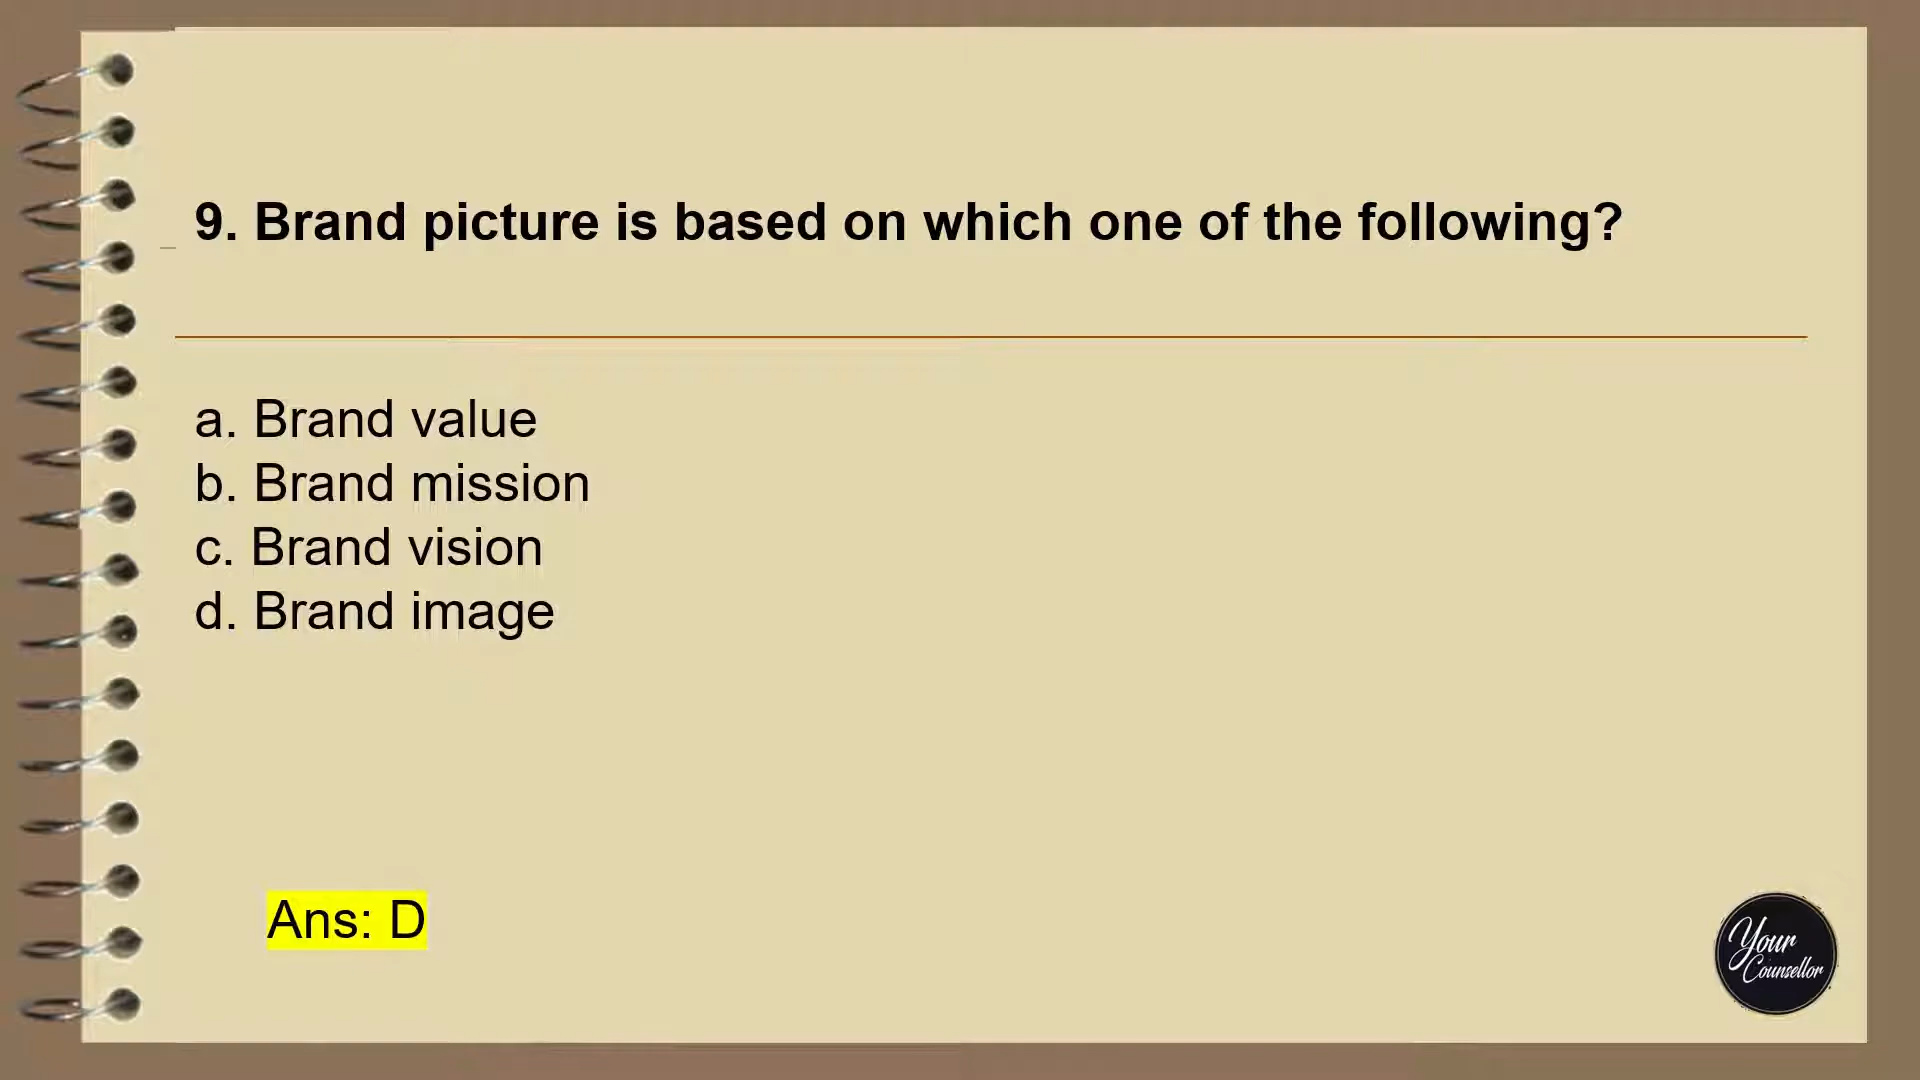 9. Brand picture is based on which one of the following?
a. Brand value
b. Brand mission
c. Brand vision
d. Brand image
Ans: D
Your
Counsellor